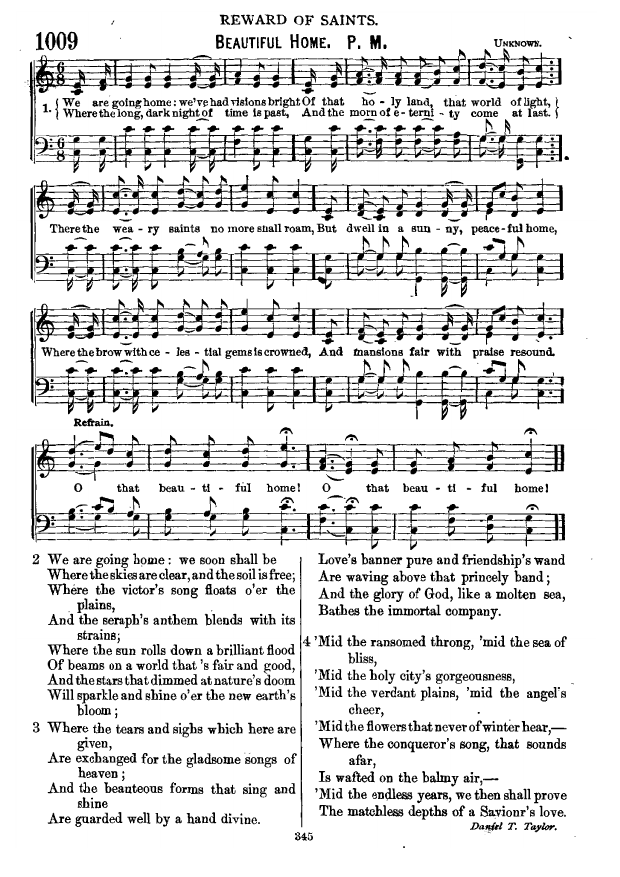 REWARD OF SAINTS.
1009
BEAUTIFUL HOME. P. M.
UNKNOWN.
1. { We are going home: we've had visions bright Of that ho-ly land, that world of light, }
{ Where the long, dark night of time is past, And the morn of e-terni-ty come at last. }
There the wea-ry saints no more shall roam, But dwell in a sun-ny, peace-ful home,
Where the brow with ce-les-tial gems is crowned, And mansions fair with praise resound.
Refrain.
O that beau-ti-ful home! O that beau-ti-ful home!
2 We are going home: we soon shall be
Where the skies are clear, and the soil is free;
Where the victor's song floats o'er the
plains,
And the seraph's anthem blends with its
strains;
Where the sun rolls down a brilliant flood
Of beams on a world that 's fair and good,
And the stars that dimmed at nature's doom
Will sparkle and shine o'er the new earth's
bloom;
3 Where the tears and sighs which here are
given,
Are exchanged for the gladsome songs of
heaven;
And the beauteous forms that sing and
shine
Are guarded well by a hand divine.
Love's banner pure and friendship's wand
Are waving above that princely band;
And the glory of God, like a molten sea,
Bathes the immortal company.
4 'Mid the ransomed throng, 'mid the sea of
bliss,
'Mid the holy city's gorgeousness,
'Mid the verdant plains, 'mid the angel's
cheer,
'Mid the flowers that never of winter hear,—
Where the conqueror's song, that sounds
afar,
Is wafted on the balmy air,—
'Mid the endless years, we then shall prove
The matchless depths of a Saviour's love.
Daniel T. Taylor.
345